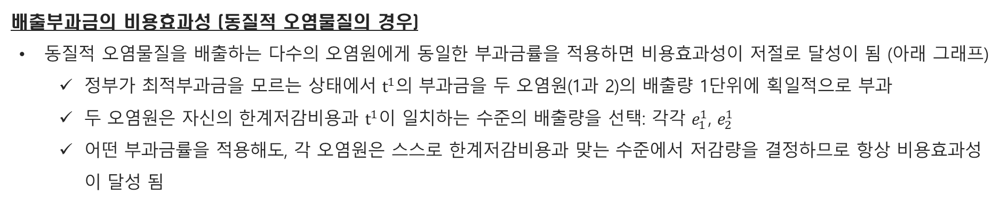 배출부과금의 비용효과성 (동질적 오염물질의 경우)
• 동질적 오염물질을 배출하는 다수의 오염원에게 동일한 부과금률을 적용하면 비용효과성이 저절로 달성이 됨 (아래 그래프)
✓ 정부가 최적부과금을 모르는 상태에서 t¹의 부과금을 두 오염원(1과 2)의 배출량 1단위에 획일적으로 부과
✓ 두 오염원은 자신의 한계저감비용과 t¹이 일치하는 수준의 배출량을 선택: 각각 $e_1^1$, $e_2^1$
✓ 어떤 부과금률을 적용해도, 각 오염원은 스스로 한계저감비용과 맞는 수준에서 저감량을 결정하므로 항상 비용효과성
이 달성 됨